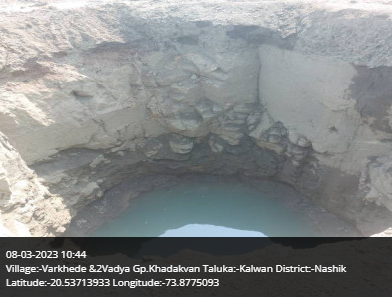 08-03-2023 10:44
Village:-Varkhede &2Vadya Gp.Khadakvan Taluka:-Kalwan District:-Nashik
Latitude:-20.53713933 Longitude:-73.8775093